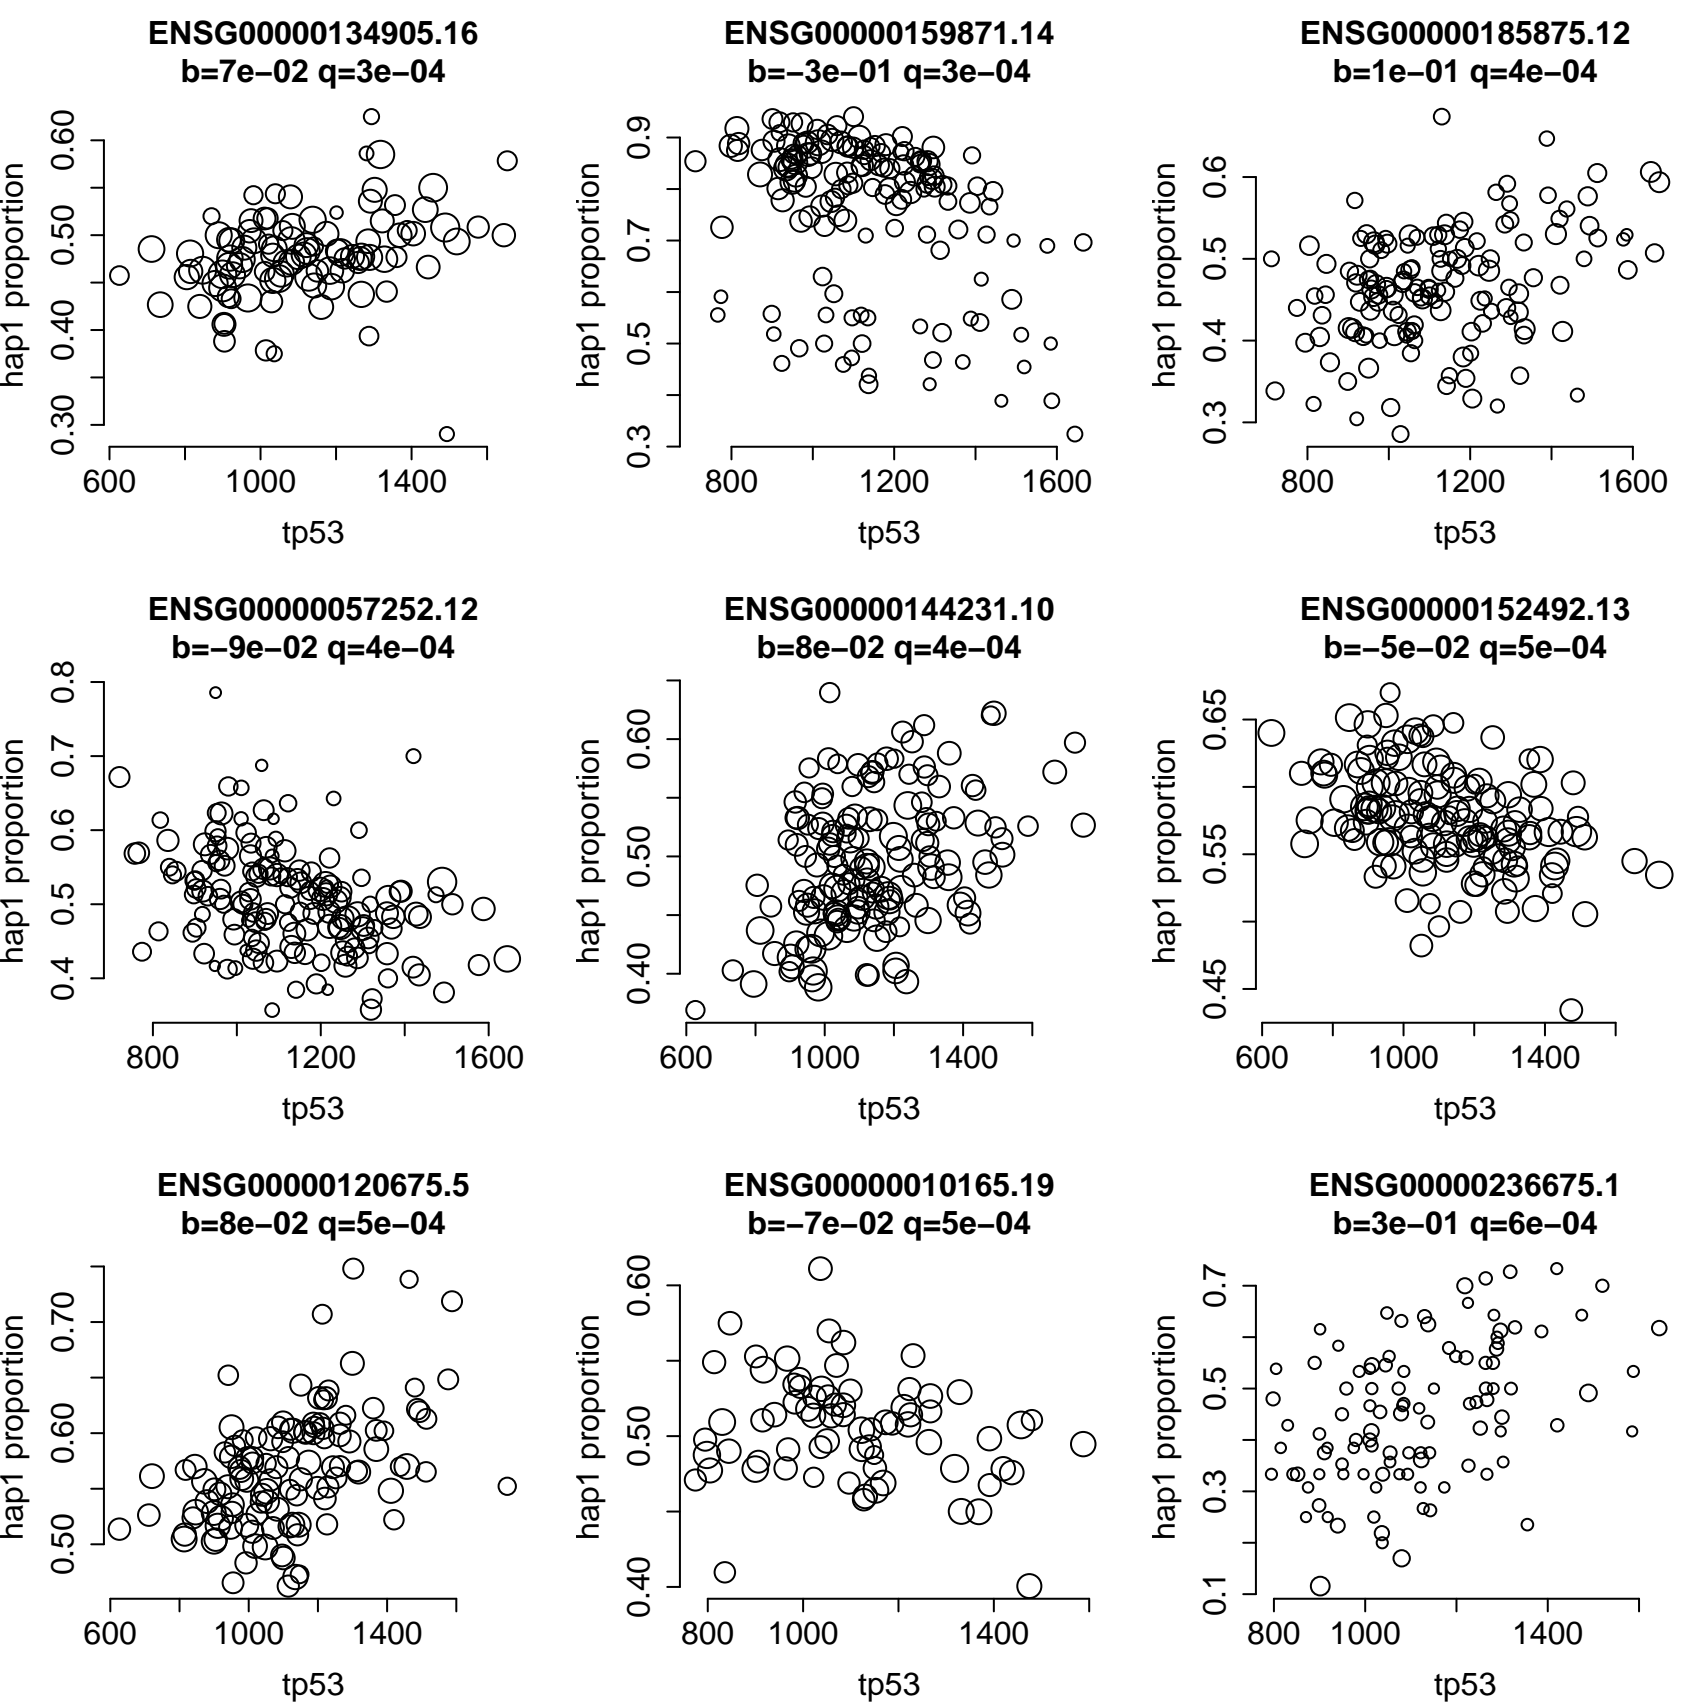 ENSG00000134905.16
b=7e−02 q=3e−04
hap1 proportion
0.60
0.50
0.40
0.30
600 1000 1400
tp53
ENSG00000159871.14
b=−3e−01 q=3e−04
hap1 proportion
0.9
0.7
0.5
0.3
800 1200 1600
tp53
ENSG00000185875.12
b=1e−01 q=4e−04
hap1 proportion
0.6
0.5
0.4
0.3
800 1200 1600
tp53
ENSG00000057252.12
b=−9e−02 q=4e−04
hap1 proportion
0.8
0.7
0.6
0.5
0.4
800 1200 1600
tp53
ENSG00000144231.10
b=8e−02 q=4e−04
hap1 proportion
0.60
0.50
0.40
600 1000 1400
tp53
ENSG00000152492.13
b=−5e−02 q=5e−04
hap1 proportion
0.65
0.55
0.45
600 1000 1400
tp53
ENSG00000120675.5
b=8e−02 q=5e−04
hap1 proportion
0.70
0.60
0.50
600 1000 1400
tp53
ENSG00000010165.19
b=−7e−02 q=5e−04
hap1 proportion
0.60
0.50
0.40
800 1000 1400
tp53
ENSG00000236675.1
b=3e−01 q=6e−04
hap1 proportion
0.7
0.5
0.3
0.1
800 1000 1400
tp53